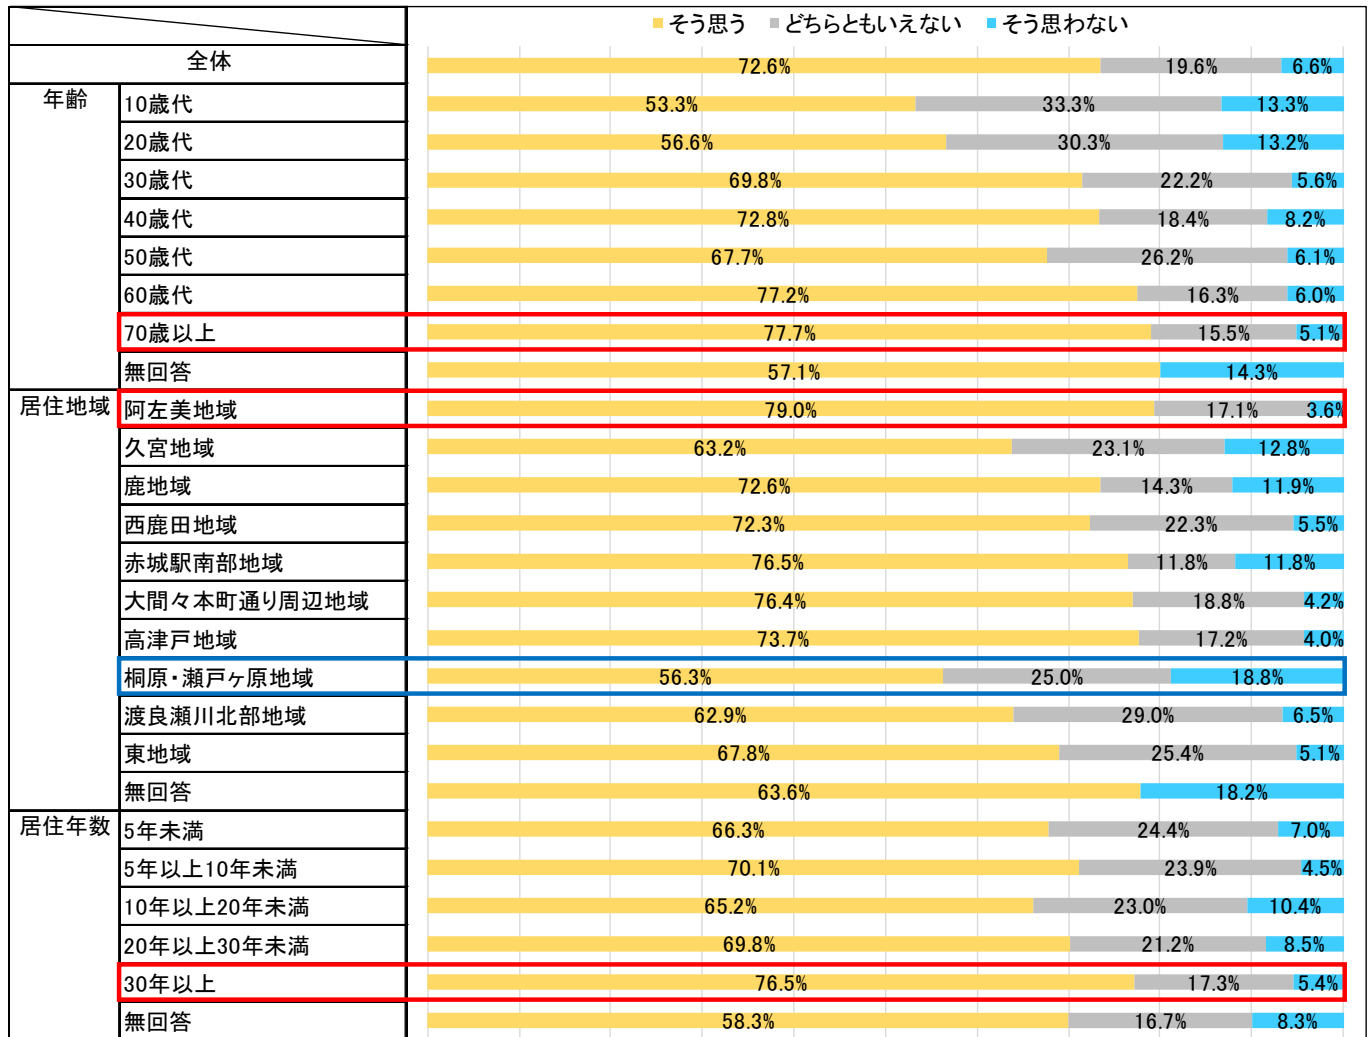 そう思う どちらともいえない そう思わない
全体 72.6% 19.6% 6.6%
年齢 10歳代 53.3% 33.3% 13.3%
20歳代 56.6% 30.3% 13.2%
30歳代 69.8% 22.2% 5.6%
40歳代 72.8% 18.4% 8.2%
50歳代 67.7% 26.2% 6.1%
60歳代 77.2% 16.3% 6.0%
70歳以上 77.7% 15.5% 5.1%
無回答 57.1% 14.3%
居住地域 阿左美地域 79.0% 17.1% 3.6%
久宮地域 63.2% 23.1% 12.8%
鹿地域 72.6% 14.3% 11.9%
西鹿田地域 72.3% 22.3% 5.5%
赤城駅南部地域 76.5% 11.8% 11.8%
大間々本町通り周辺地域 76.4% 18.8% 4.2%
高津戸地域 73.7% 17.2% 4.0%
桐原・瀬戸ヶ原地域 56.3% 25.0% 18.8%
渡良瀬川北部地域 62.9% 29.0% 6.5%
東地域 67.8% 25.4% 5.1%
無回答 63.6% 18.2%
居住年数 5年未満 66.3% 24.4% 7.0%
5年以上10年未満 70.1% 23.9% 4.5%
10年以上20年未満 65.2% 23.0% 10.4%
20年以上30年未満 69.8% 21.2% 8.5%
30年以上 76.5% 17.3% 5.4%
無回答 58.3% 16.7% 8.3%